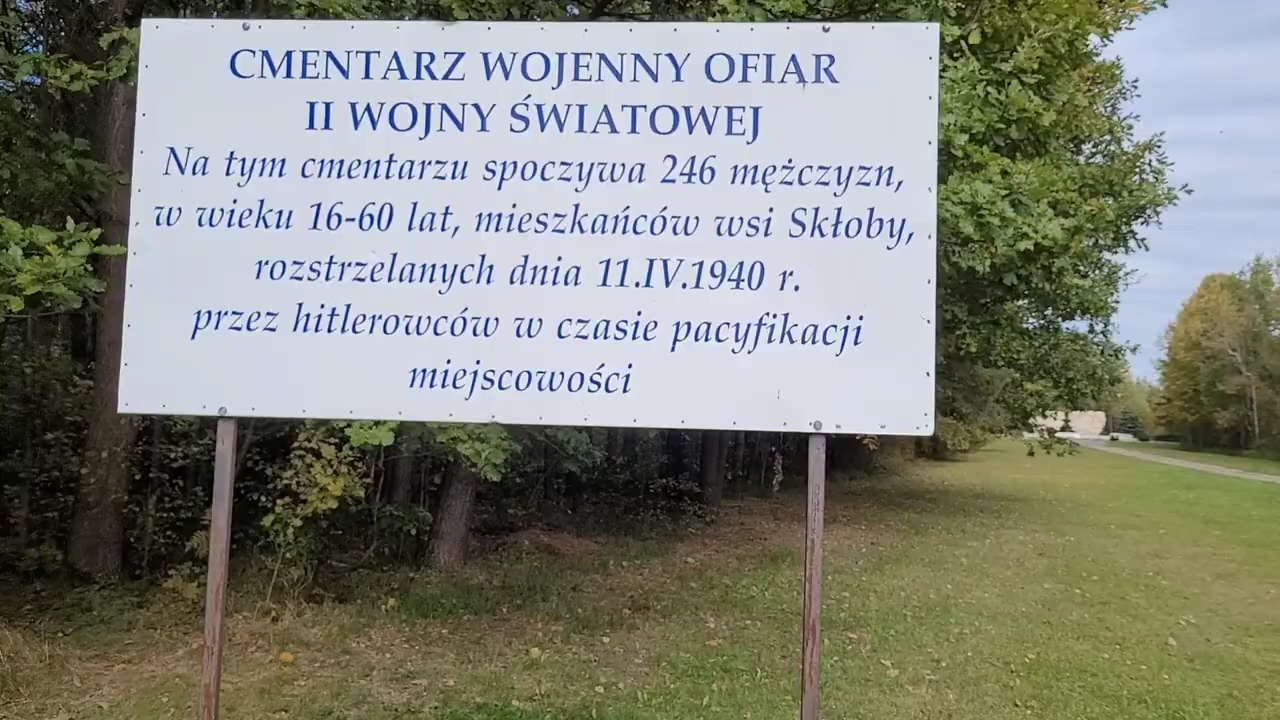 CMENTARZ WOJENNY OFIAR
II WOJNY ŚWIATOWEJ
Na tym cmentarzu spoczywa 246 mężczyzn,
w wieku 16-60 lat, mieszkańców wsi Skłoby,
rozstrzelanych dnia 11.IV.1940 r.
przez hitlerowców w czasie pacyfikacji
miejscowości